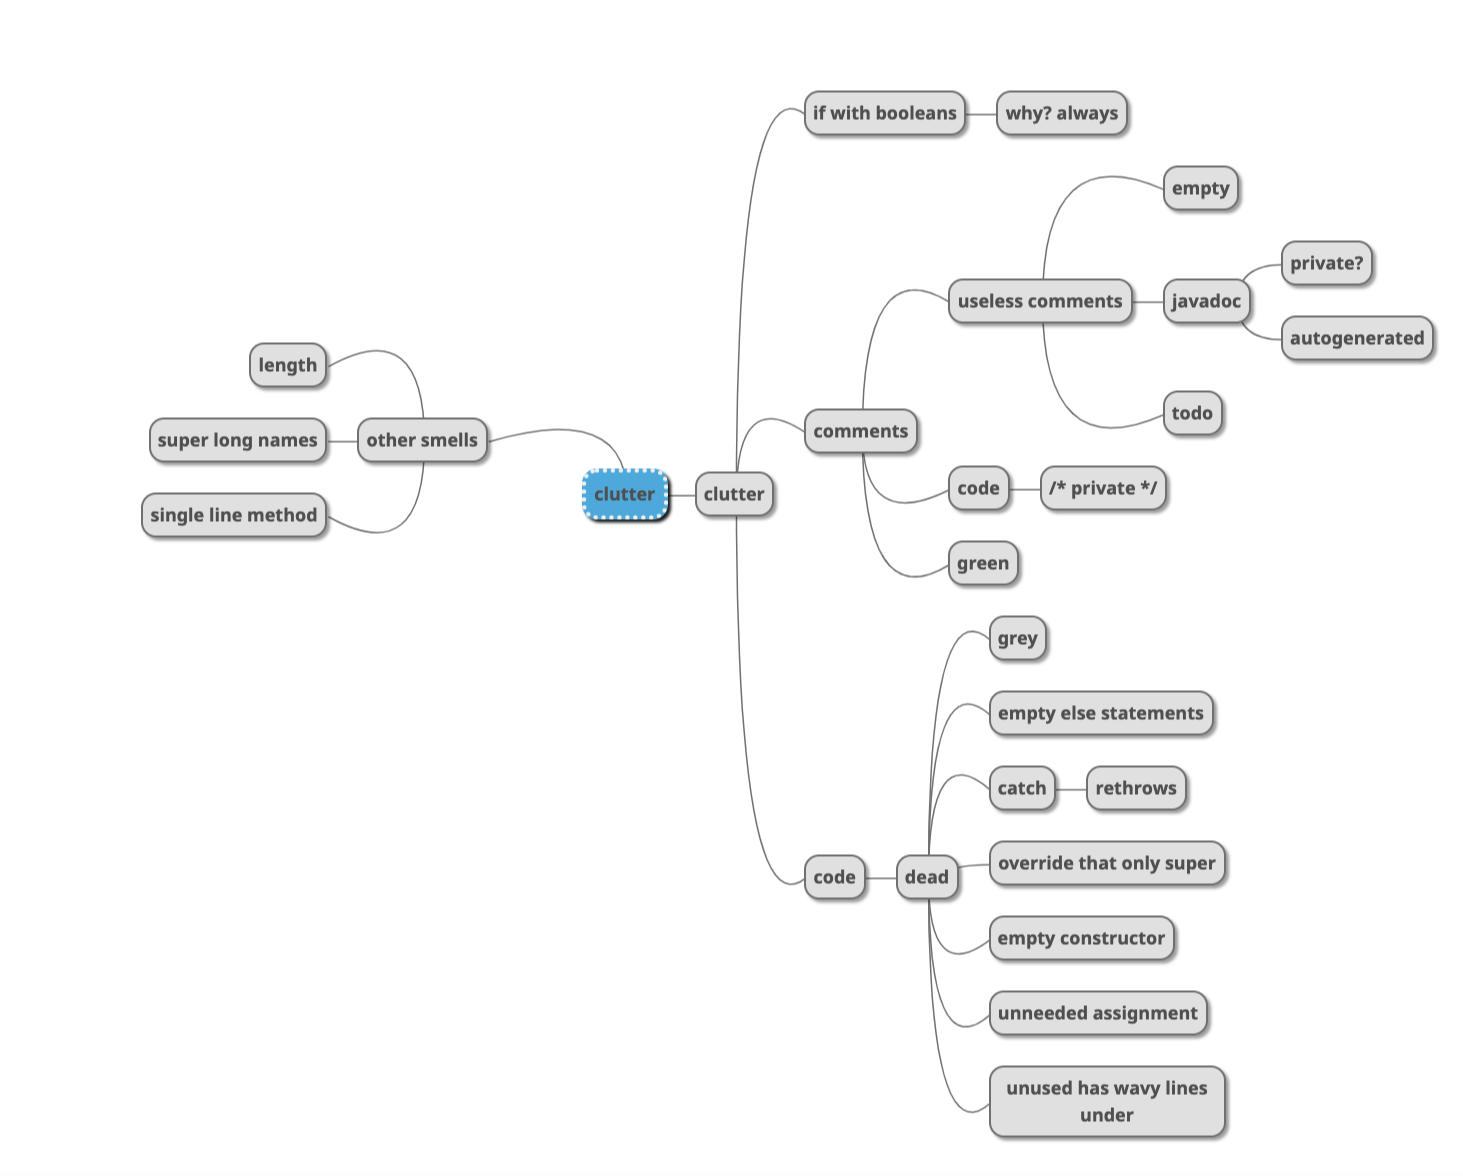 if with booleans
why? always
empty
private?
useless comments
javadoc
autogenerated
length
todo
comments
super long names
other smells
code
/* private */
clutter
clutter
single line method
green
grey
empty else statements
catch
rethrows
override that only super
code
dead
empty constructor
unneeded assignment
unused has wavy lines
under